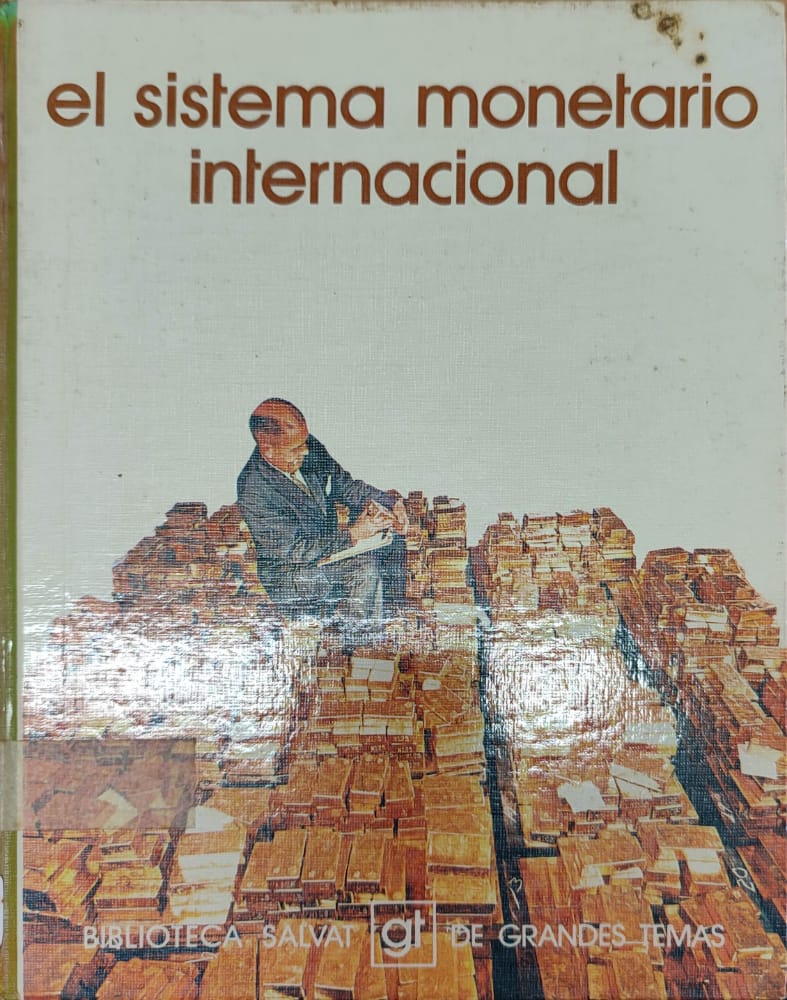 el sistema monetario
internacional
BIBLIOTECA SALVAT gt DE GRANDES TEMAS